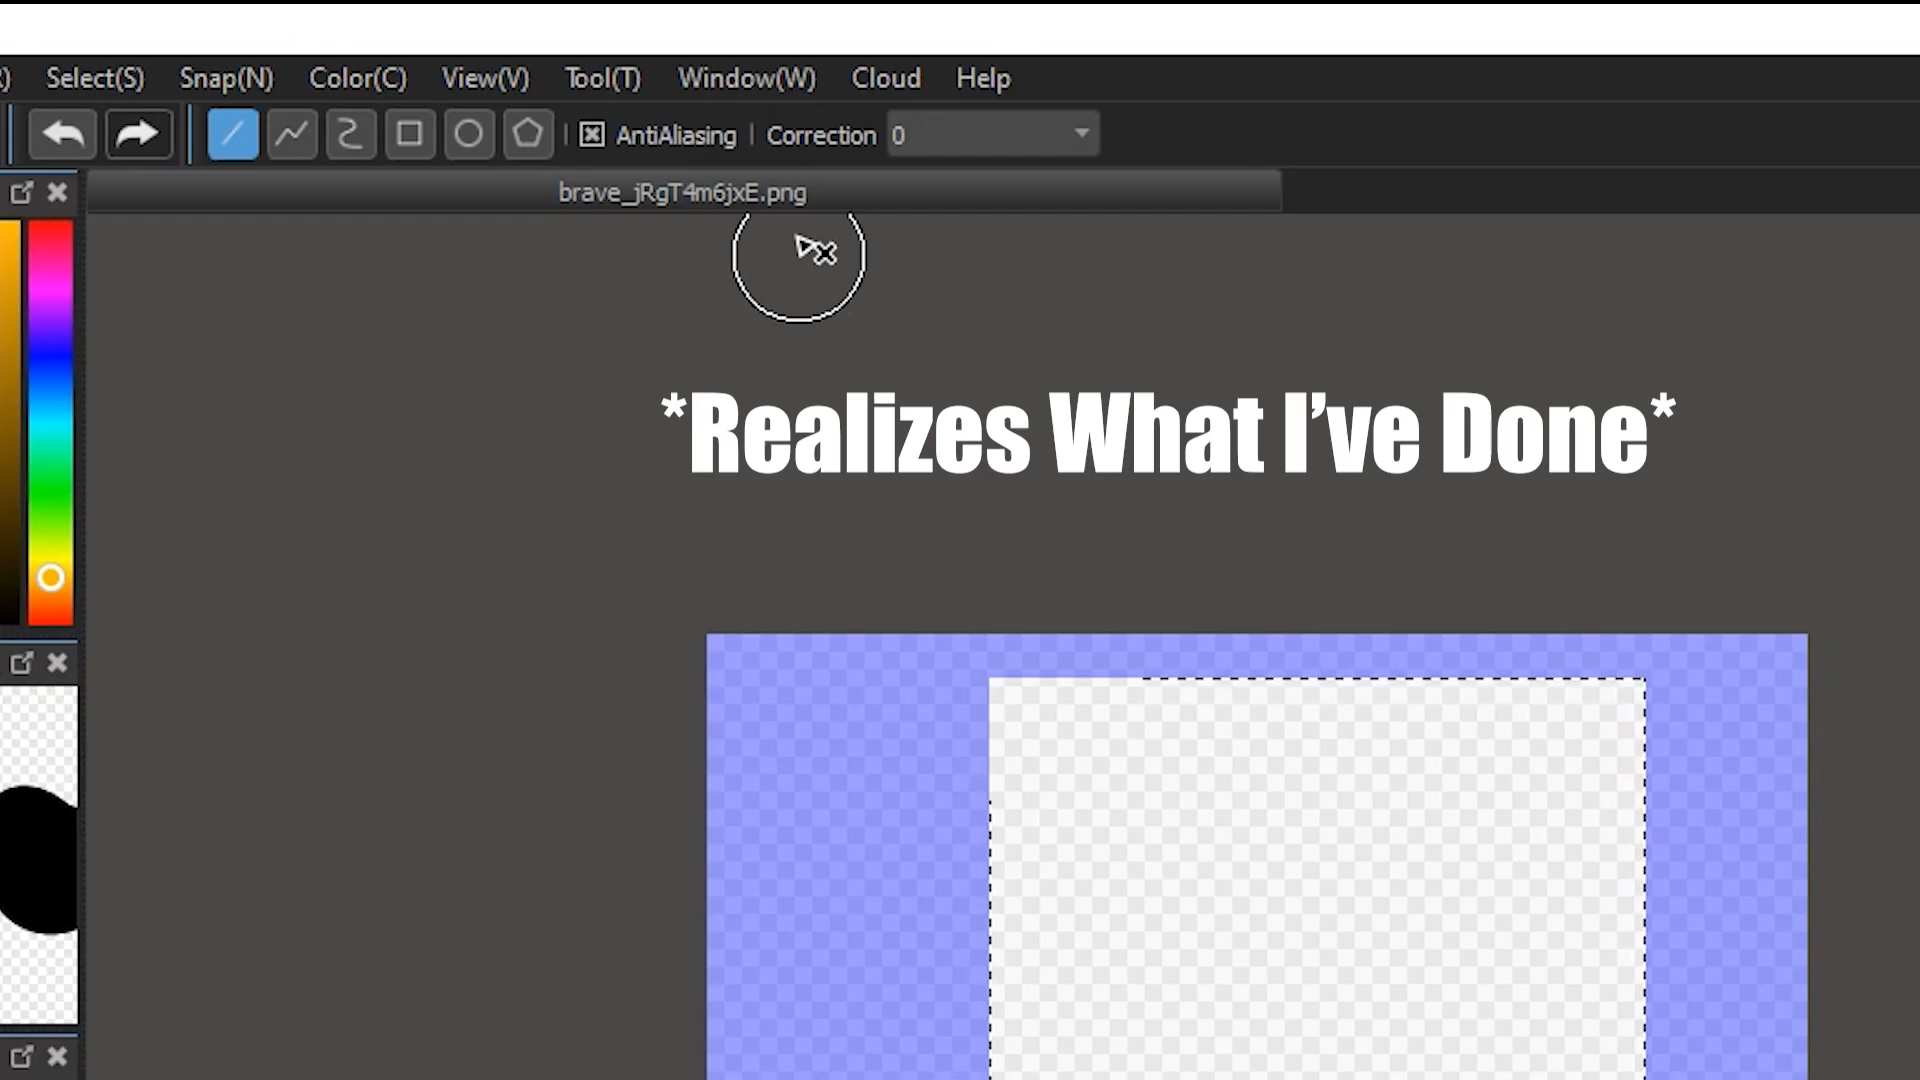 Select(S) Snap(N) Color(C) View(V) Tool(T) Window(W) Cloud Help
AntiAliasing Correction 0
brave_jRgT4m6jxE.png
*Realizes What I've Done*